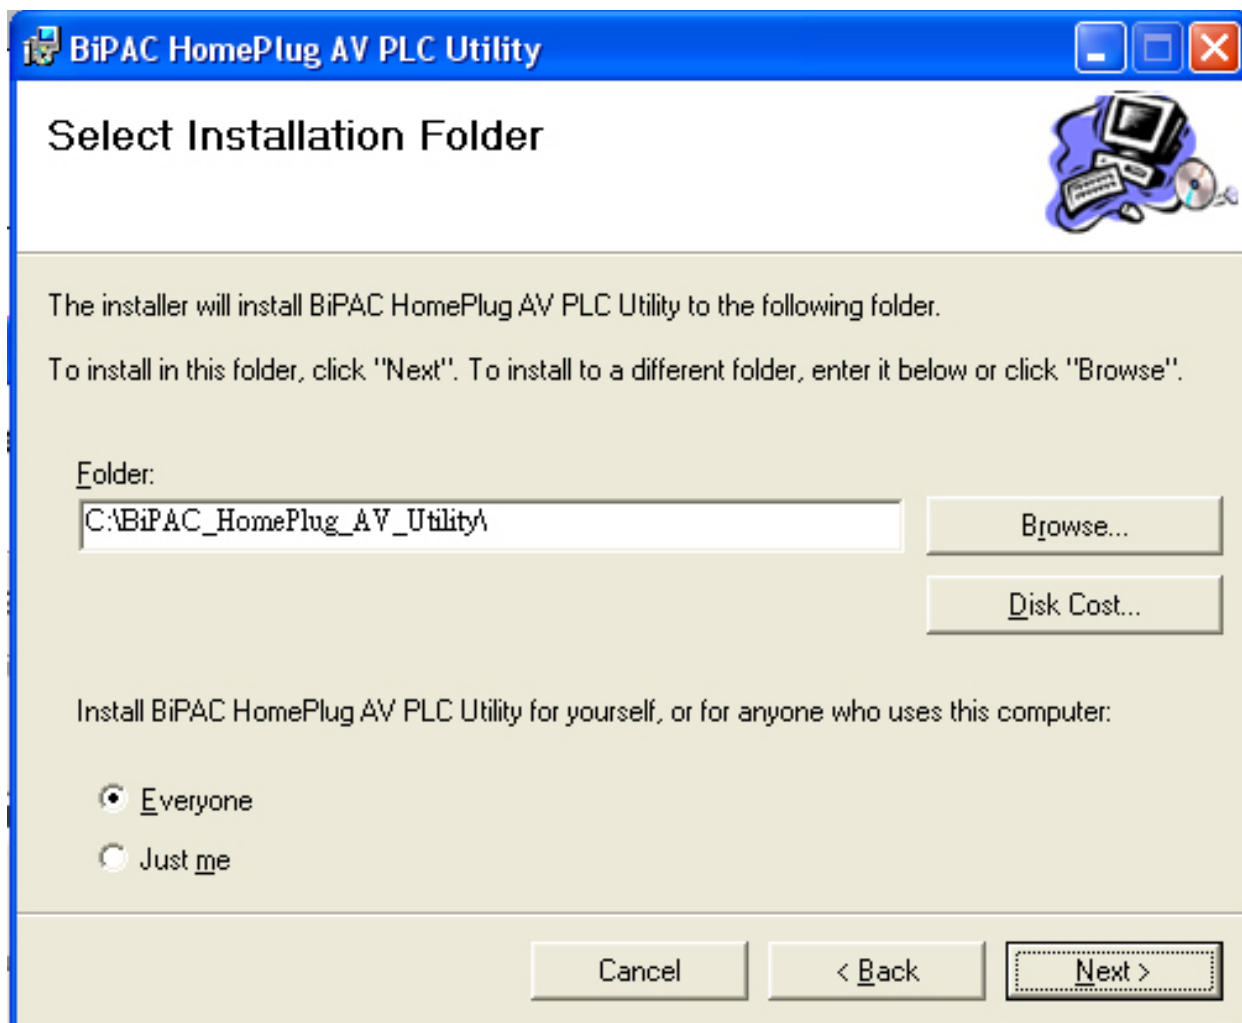 BiPAC HomePlug AV PLC Utility
Select Installation Folder
The installer will install BiPAC HomePlug AV PLC Utility to the following folder.
To install in this folder, click "Next". To install to a different folder, enter it below or click "Browse".
Folder:
C:\BiPAC_HomePlug_AV_Utility\
Browse...
Disk Cost...
Install BiPAC HomePlug AV PLC Utility for yourself, or for anyone who uses this computer:
Everyone
Just me
Cancel
< Back
Next >